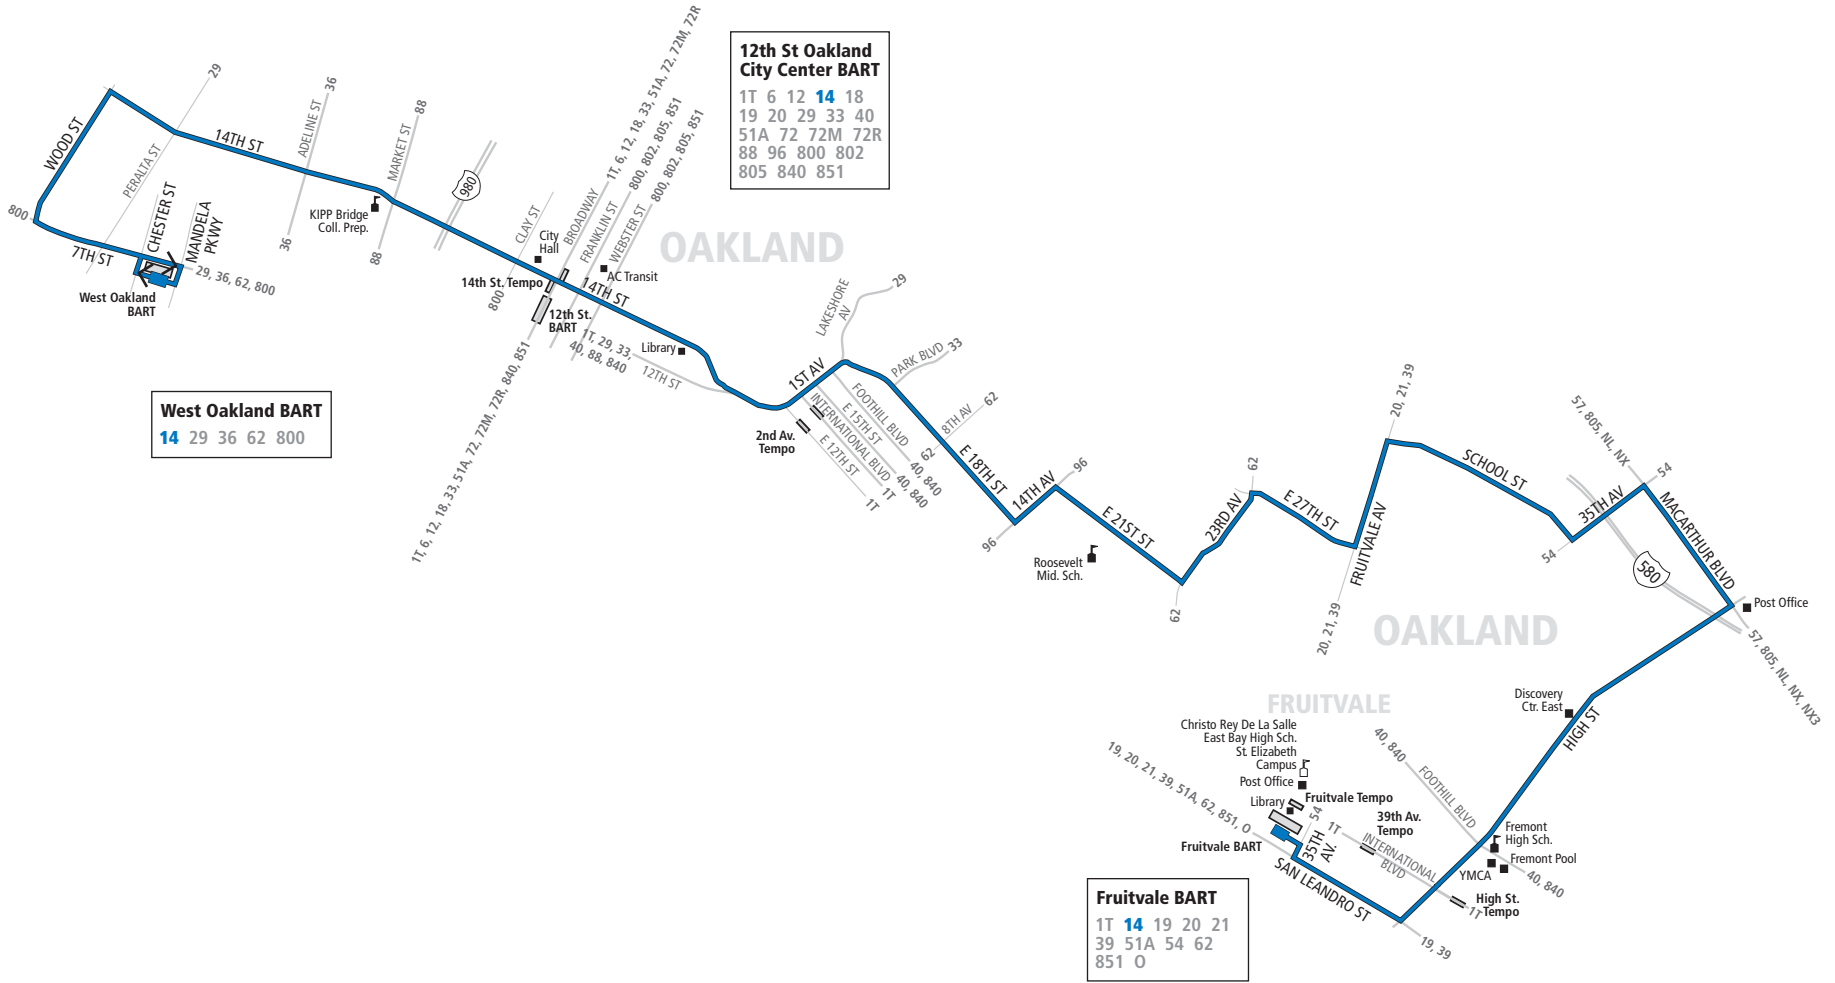 12th St Oakland
City Center BART
1T 6 12 14 18
19 20 29 33 40
51A 72 72M 72R
88 96 800 802
805 840 851
West Oakland BART
14 29 36 62 800
Fruitvale BART
1T 14 19 20 21
39 51A 54 62
851 O
OAKLAND
OAKLAND
FRUITVALE
WOOD ST
14TH ST
29
PERALTA ST
ADELINE ST
36
36
MARKET ST
88
88
980
KIPP Bridge
Coll. Prep.
800
7TH ST
CHESTER ST
MANDELA
PKWY
29, 36, 62, 800
West Oakland
BART
CLAY ST
800
City
Hall
BROADWAY
1T, 6, 12, 18, 33, 51A, 72, 72M, 72R
FRANKLIN ST
800, 802, 805, 851
WEBSTER ST
800, 802, 805, 851
AC Transit
14th St. Tempo
14TH ST
12th St.
BART
1T, 6, 12, 18, 33, 51A, 72, 72M, 72R, 840, 851
1T, 29, 33,
40, 88, 840
12TH ST
Library
LAKESHORE
AV
29
1ST AV
PARK BLVD
33
FOOTHILL BLVD
40, 840
E 15TH ST
40, 840
INTERNATIONAL BLVD
1T
E 12TH ST
1T
2nd Av.
Tempo
8TH AV
62
62
E 18TH ST
14TH AV
96
96
E 21ST ST
Roosevelt
Mid. Sch.
62
23RD AV
62
E 27TH ST
FRUITVALE AV
20, 21, 39
20, 21, 39
SCHOOL ST
35TH AV
54
54
57, 805, NL, NX
MACARTHUR BLVD
580
Post Office
57, 805, NL, NX, NX3
Discovery
Ctr. East
HIGH ST
40, 840
FOOTHILL BLVD
Fremont
High Sch.
Fremont Pool
YMCA
40, 840
Christo Rey De La Salle
East Bay High Sch.
St. Elizabeth
Campus
Post Office
Library
Fruitvale Tempo
54
1T
39th Av.
Tempo
INTERNATIONAL
BLVD
High St.
Tempo
1T
19, 20, 21, 39, 51A, 62, 851, O
Fruitvale BART
35TH
AV.
SAN LEANDRO ST
19, 39